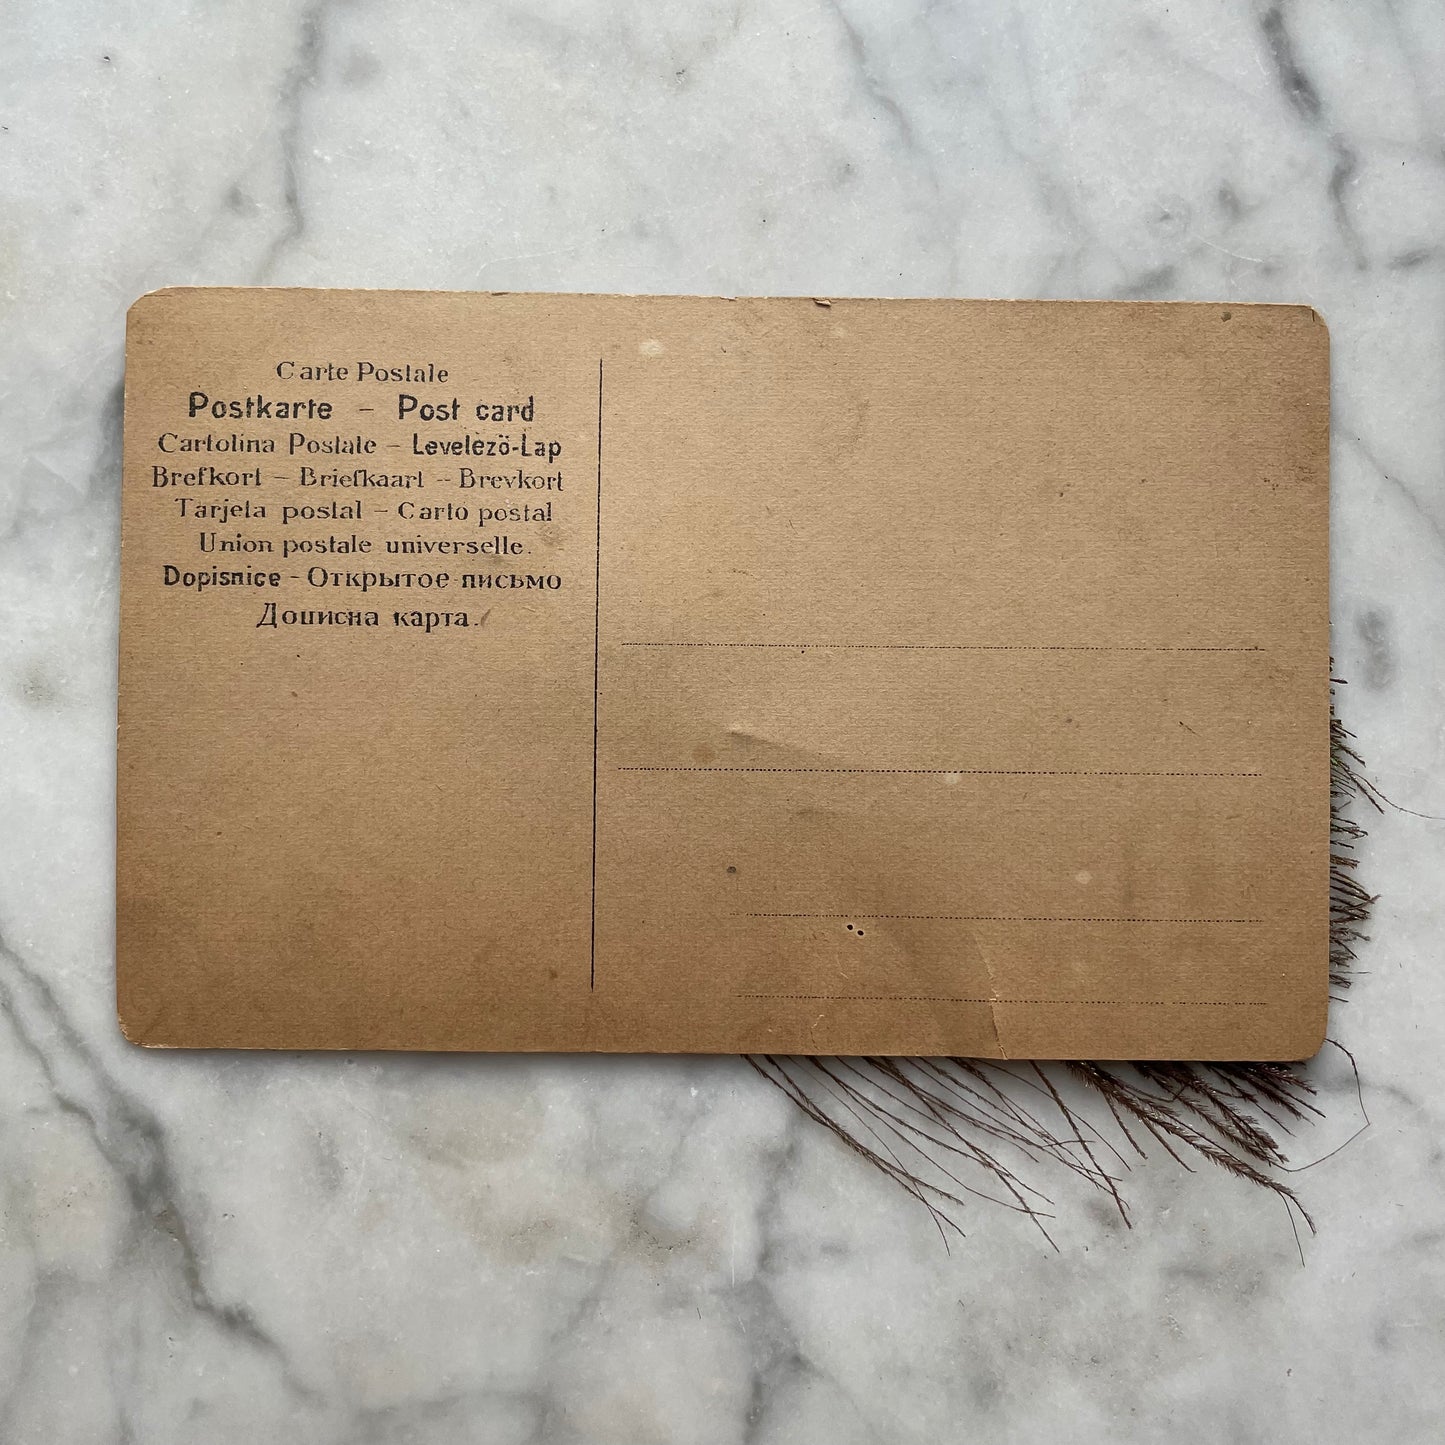 Carte Postale
Postkarte – Post card
Cartolina Postale – Levelező-Lap
Brefkort – Briefkaart – Brevkort
Tarjeta postal – Carto postal
Union postale universelle.
Dopisnice - Открытое письмо
Дописна карта.